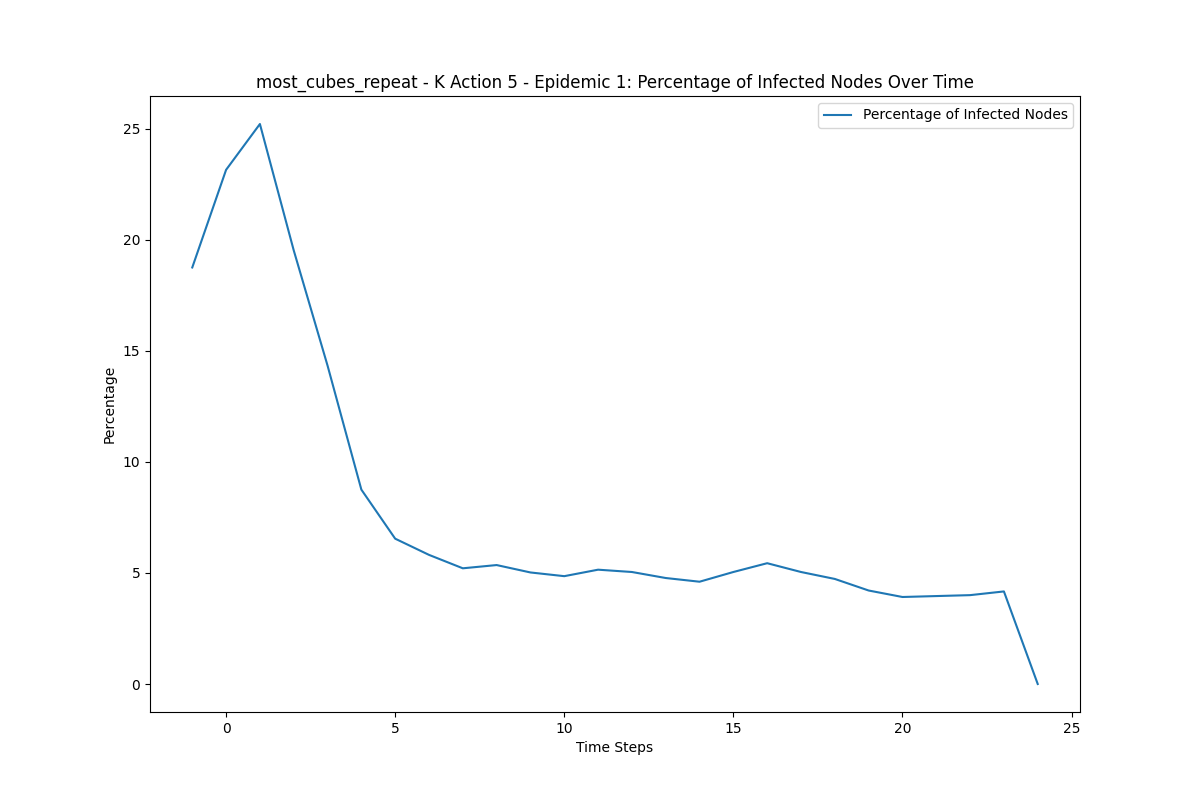 most_cubes_repeat - K Action 5 - Epidemic 1: Percentage of Infected Nodes Over Time
Percentage of Infected Nodes
25
20
15
10
5
0
Percentage
0 5 10 15 20 25
Time Steps